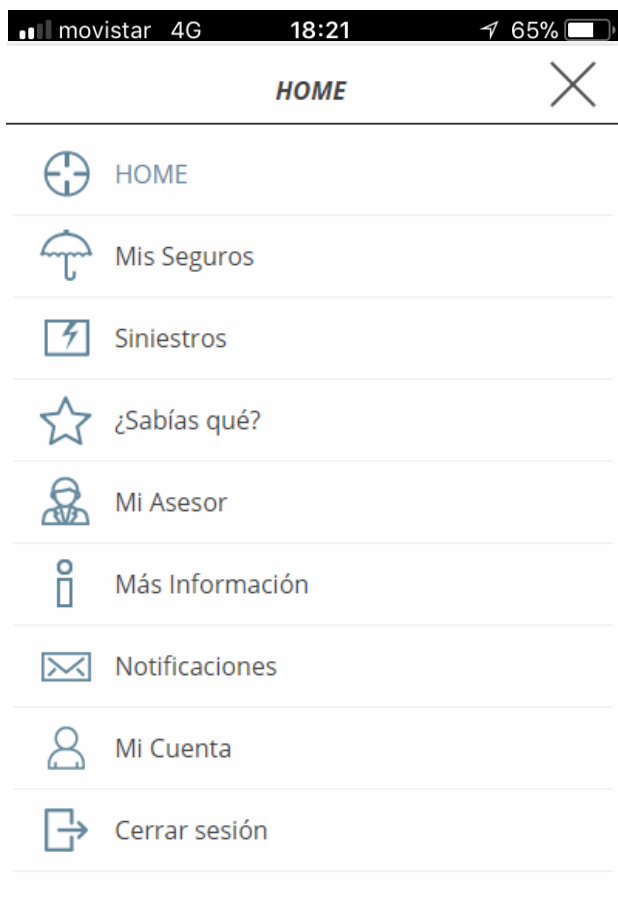 movistar 4G 18:21 65%
HOME
HOME
Mis Seguros
Siniestros
¿Sabías qué?
Mi Asesor
Más Información
Notificaciones
Mi Cuenta
Cerrar sesión